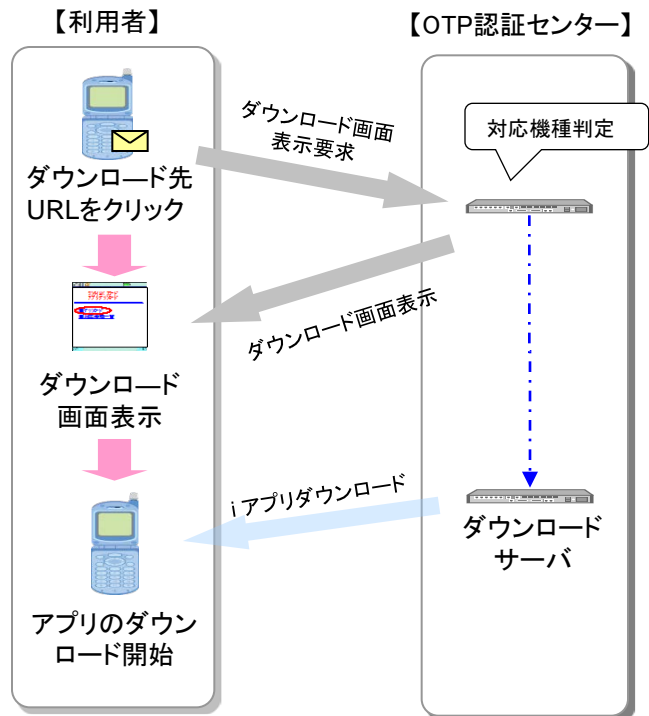 【利用者】
【OTP認証センター】
ダウンロード画面
表示要求
対応機種判定
ダウンロード先
URLをクリック
ダウンロード画面表示
ダウンロード
画面表示
iアプリダウンロード
ダウンロード
サーバ
アプリのダウン
ロード開始